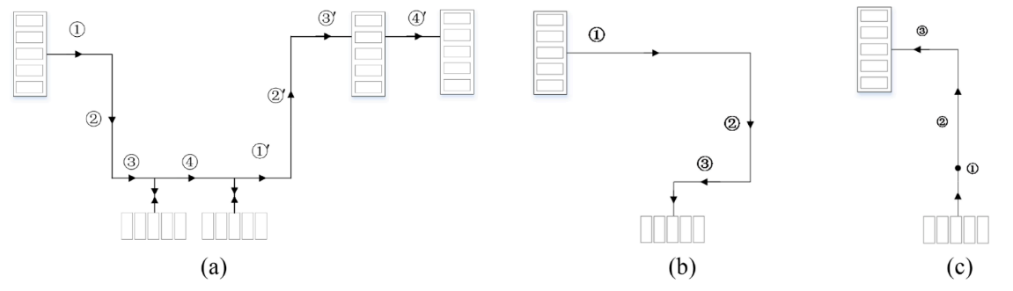 ① ② ③ ④ ①′ ②′ ③′ ④′
① ② ③
① ② ③
(a) (b) (c)